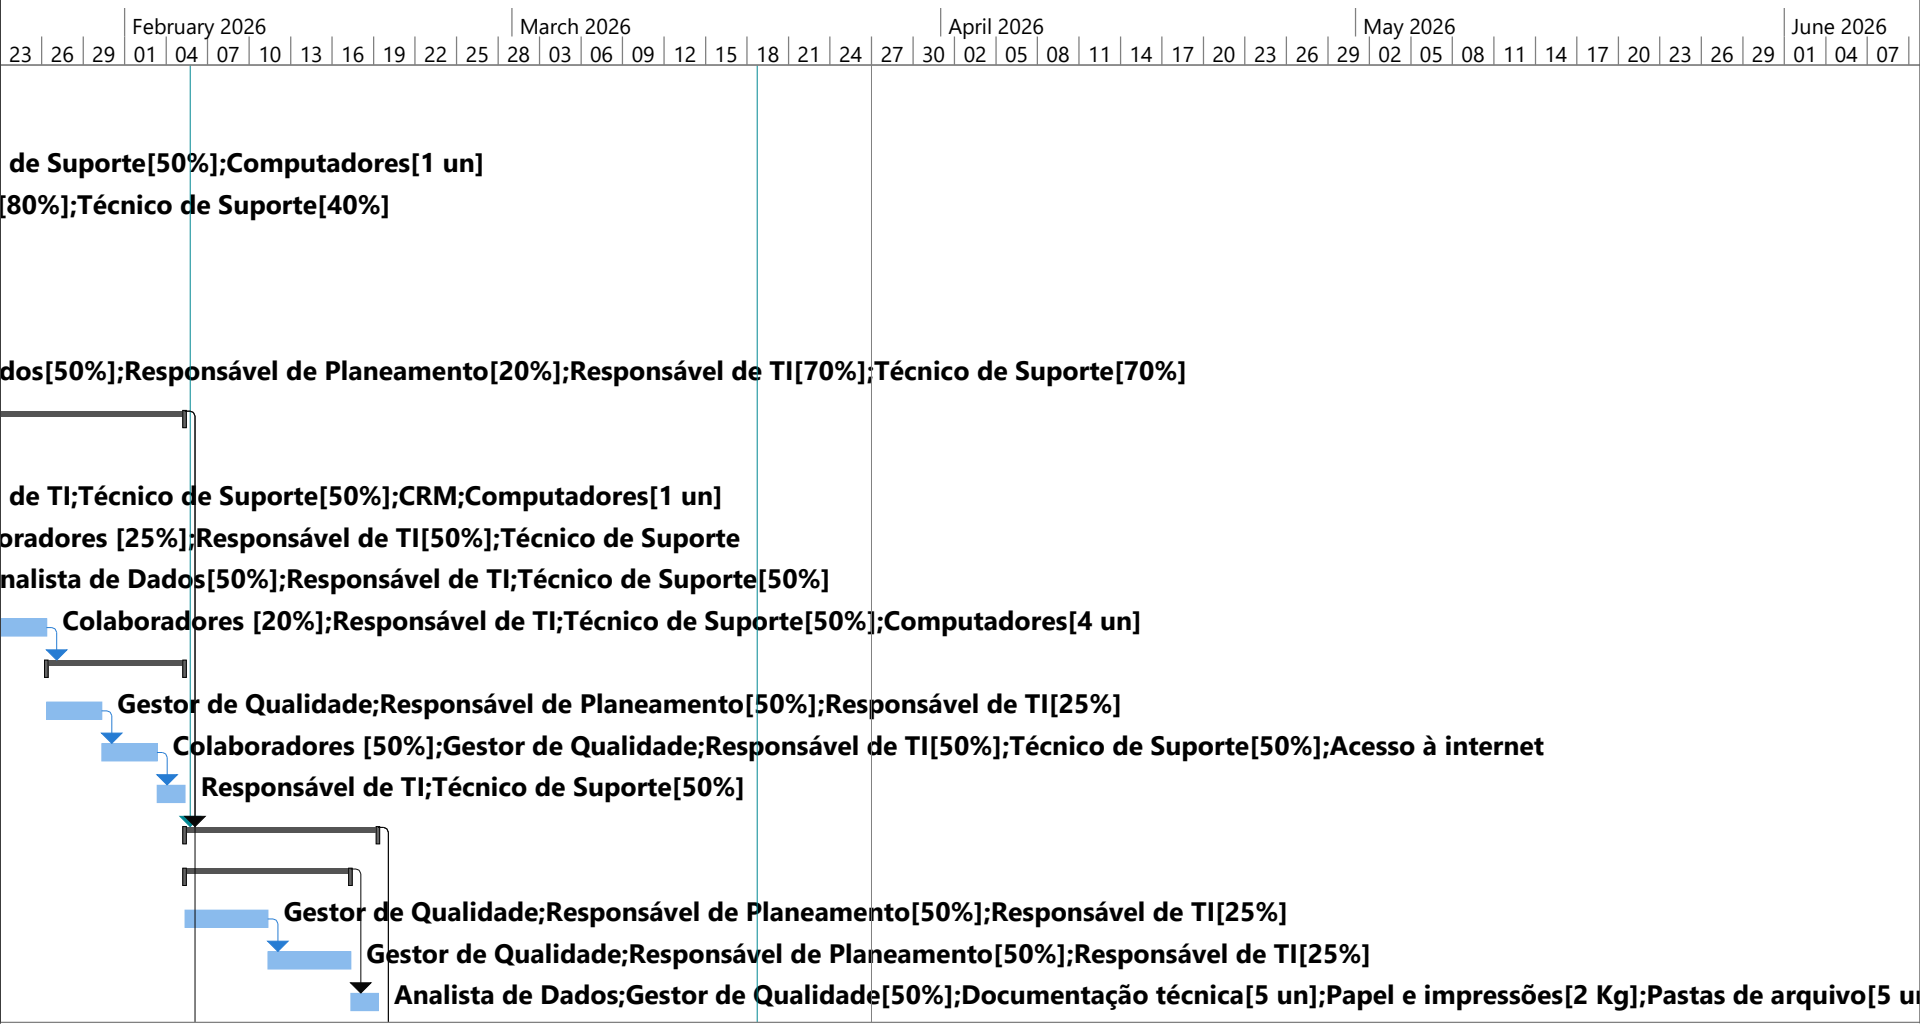 February 2026 March 2026 April 2026 May 2026 June 2026
23 26 29 01 04 07 10 13 16 19 22 25 28 03 06 09 12 15 18 21 24 27 30 02 05 08 11 14 17 20 23 26 29 02 05 08 11 14 17 20 23 26 29 01 04 07
de Suporte[50%];Computadores[1 un]
[80%];Técnico de Suporte[40%]
dos[50%];Responsável de Planeamento[20%];Responsável de TI[70%];Técnico de Suporte[70%]
de TI;Técnico de Suporte[50%];CRM;Computadores[1 un]
oradores [25%];Responsável de TI[50%];Técnico de Suporte
nalista de Dados[50%];Responsável de TI;Técnico de Suporte[50%]
Colaboradores [20%];Responsável de TI;Técnico de Suporte[50%];Computadores[4 un]
Gestor de Qualidade;Responsável de Planeamento[50%];Responsável de TI[25%]
Colaboradores [50%];Gestor de Qualidade;Responsável de TI[50%];Técnico de Suporte[50%];Acesso à internet
Responsável de TI;Técnico de Suporte[50%]
Gestor de Qualidade;Responsável de Planeamento[50%];Responsável de TI[25%]
Gestor de Qualidade;Responsável de Planeamento[50%];Responsável de TI[25%]
Analista de Dados;Gestor de Qualidade[50%];Documentação técnica[5 un];Papel e impressões[2 Kg];Pastas de arquivo[5 u